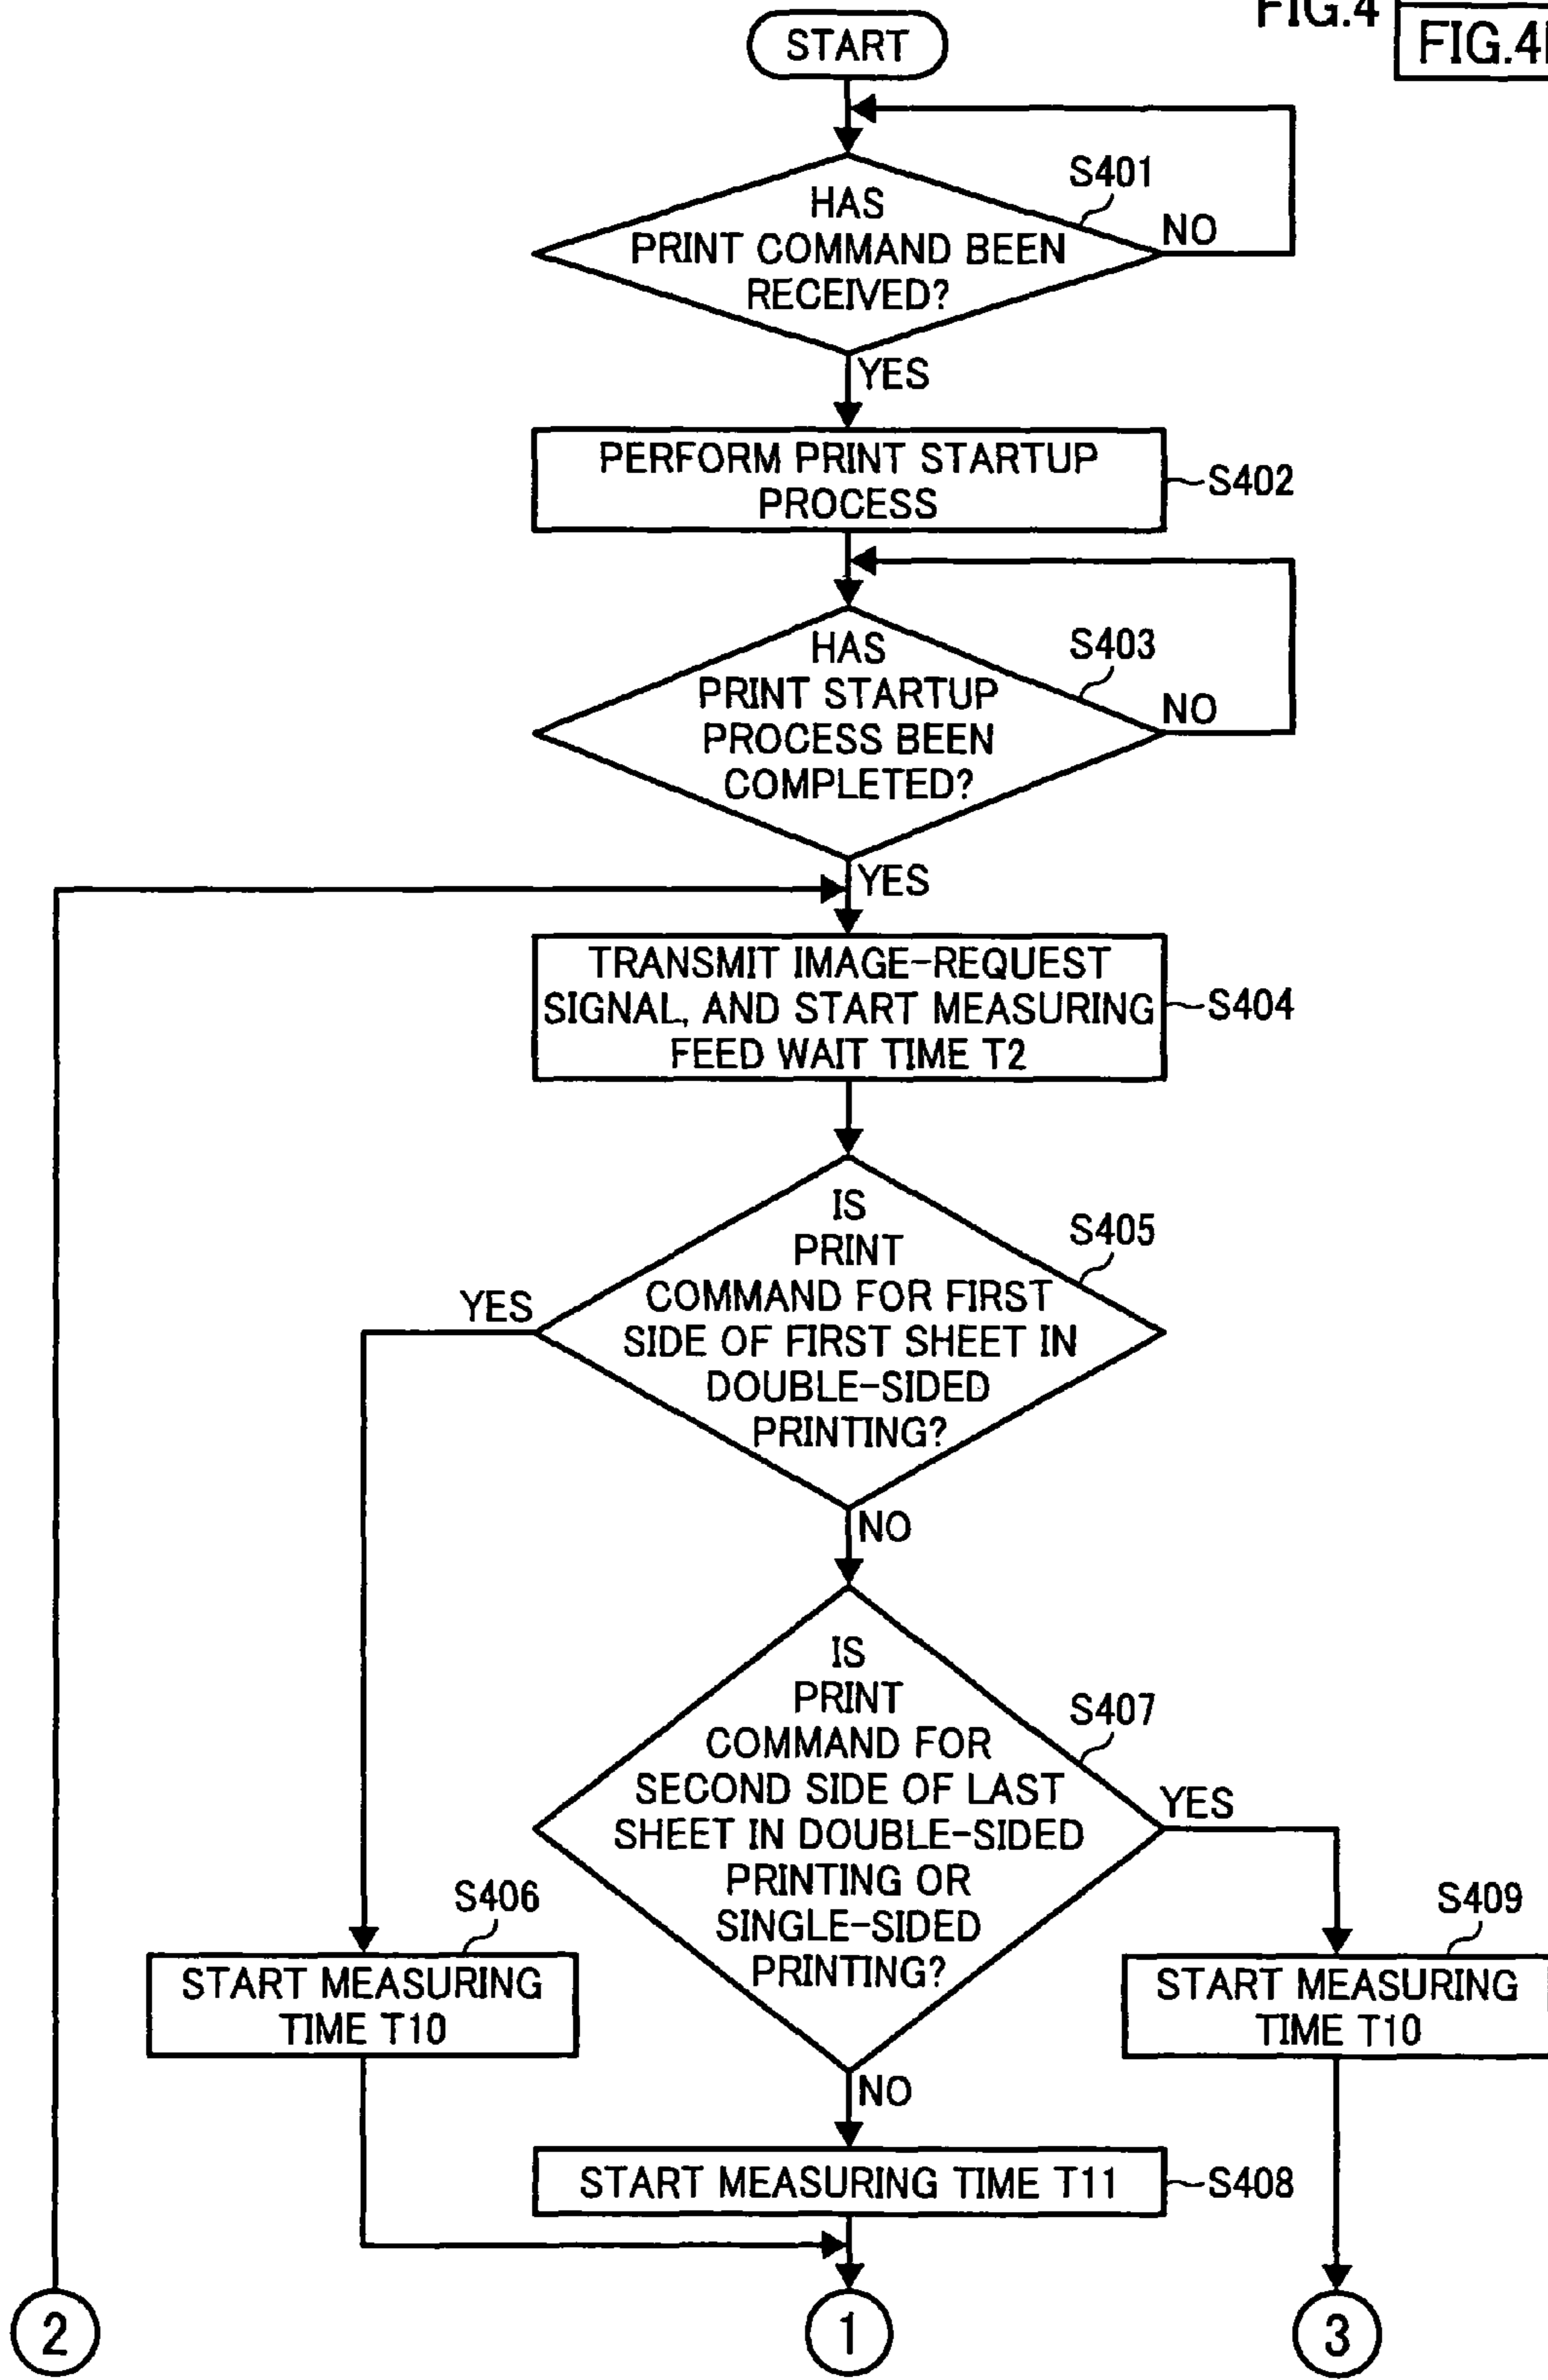 FIG.4
FIG.4
START
S401
HAS
PRINT COMMAND BEEN
RECEIVED?
NO
YES
PERFORM PRINT STARTUP
PROCESS
S402
S403
HAS
PRINT STARTUP
PROCESS BEEN
COMPLETED?
NO
YES
TRANSMIT IMAGE-REQUEST
SIGNAL, AND START MEASURING
FEED WAIT TIME T2
S404
S405
IS
PRINT
COMMAND FOR FIRST
SIDE OF FIRST SHEET IN
DOUBLE-SIDED
PRINTING?
YES
NO
S407
IS
PRINT
COMMAND FOR
SECOND SIDE OF LAST
SHEET IN DOUBLE-SIDED
PRINTING OR
SINGLE-SIDED
PRINTING?
YES
S406
START MEASURING
TIME T10
S409
START MEASURING
TIME T10
NO
START MEASURING TIME T11
S408
2
1
3